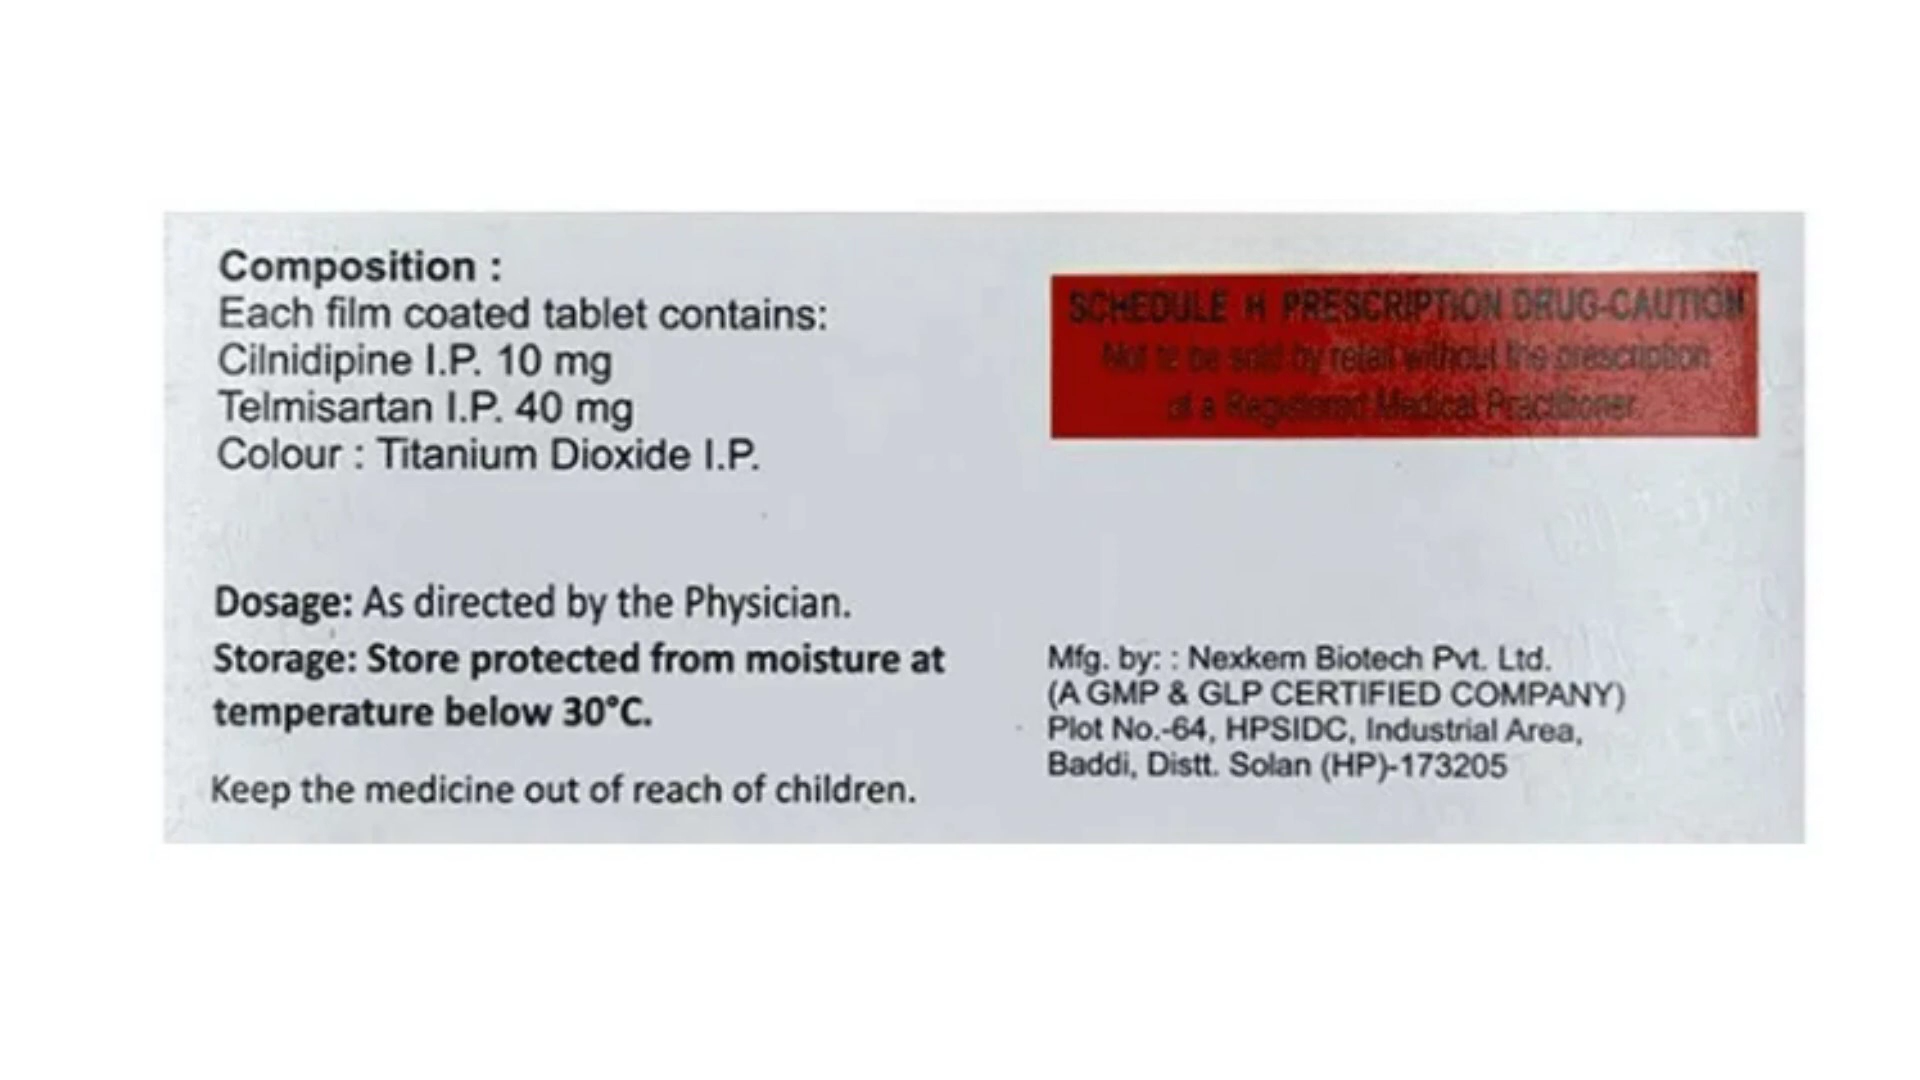 Composition :
Each film coated tablet contains:
Cilnidipine I.P. 10 mg
Telmisartan I.P. 40 mg
Colour : Titanium Dioxide I.P.
Dosage: As directed by the Physician.
Storage: Store protected from moisture at
temperature below 30°C.
Keep the medicine out of reach of children.
SCHEDULE H PRESCRIPTION DRUG-CAUTION
Not to be sold by retail without the prescription
of a Registered Medical Practitioner
Mfg. by: : Nexkem Biotech Pvt. Ltd.
(A GMP & GLP CERTIFIED COMPANY)
Plot No.-64, HPSIDC, Industrial Area,
Baddi, Distt. Solan (HP)-173205